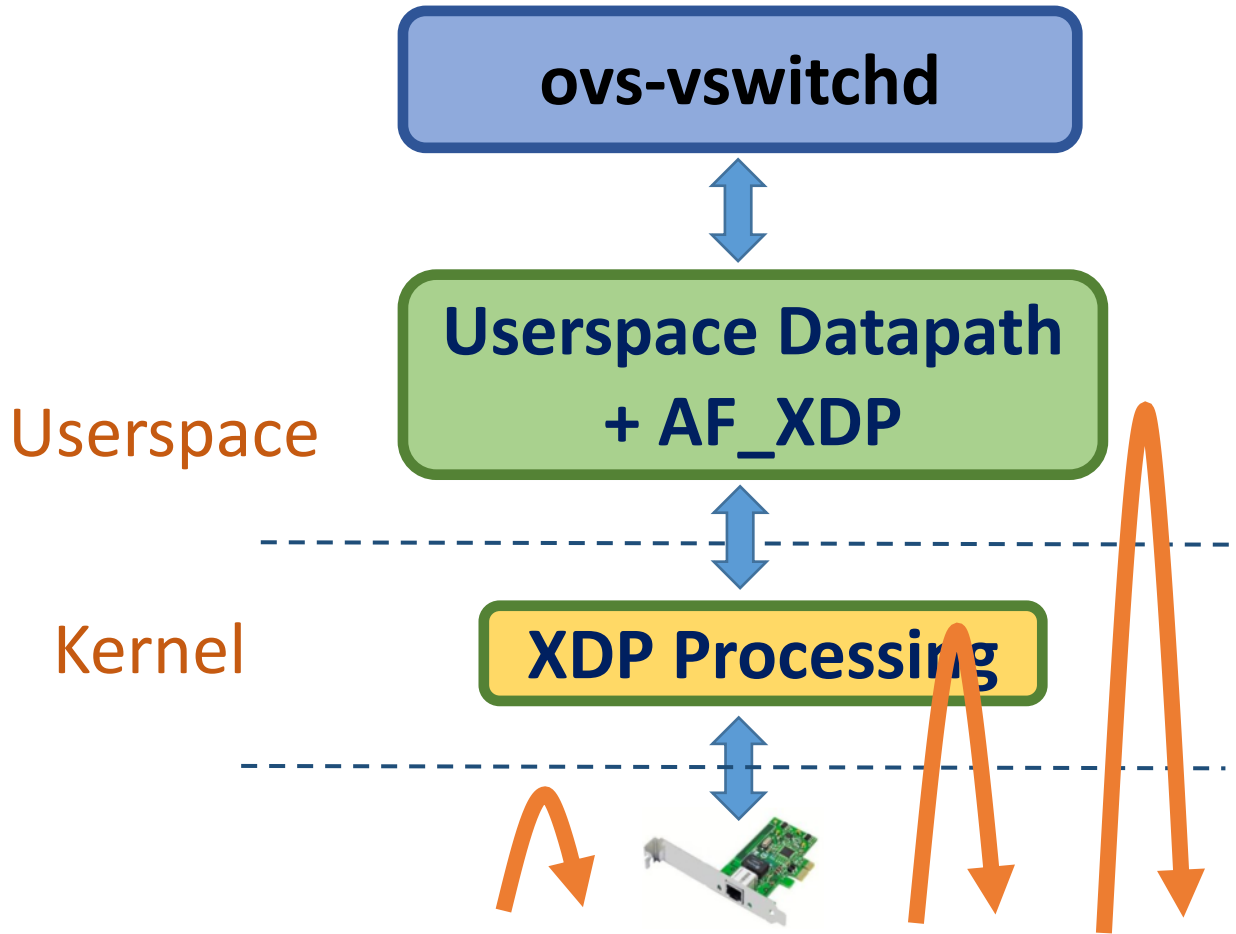 ovs-vswitchd
Userspace Datapath
+ AF_XDP
Userspace
Kernel
XDP Processing